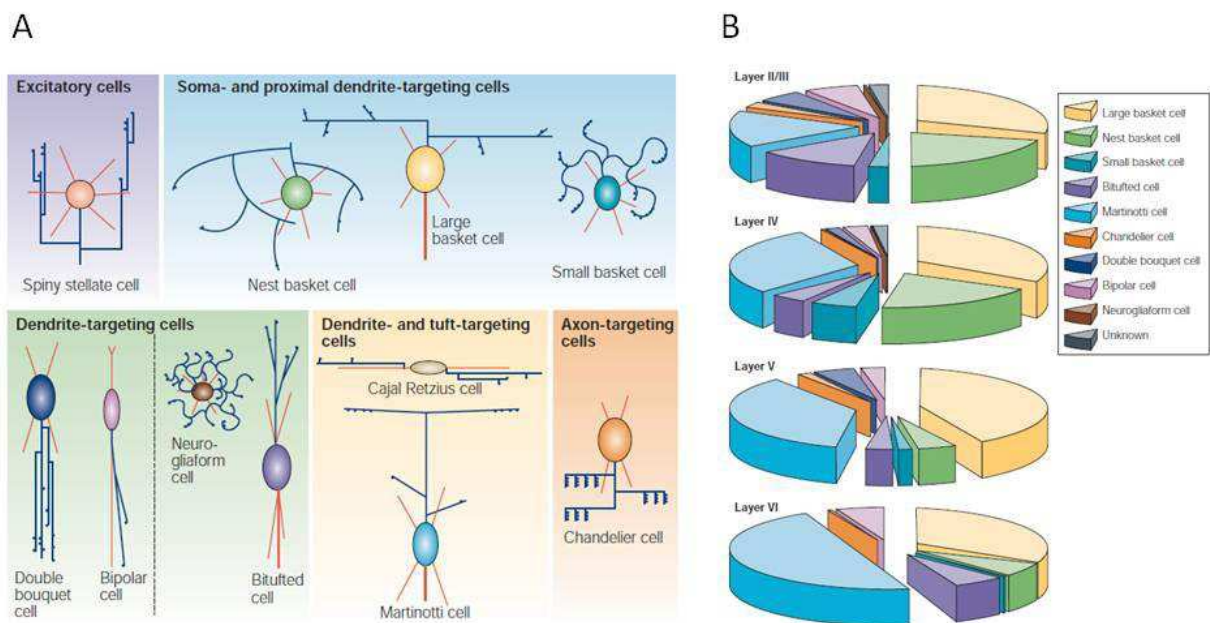 A
B
Excitatory cells
Spiny stellate cell
Soma- and proximal dendrite-targeting cells
Nest basket cell
Large
basket cell
Small basket cell
Dendrite-targeting cells
Double
bouquet
cell
Bipolar
cell
Neuro-
gliaform
cell
Bitufted
cell
Dendrite- and tuft-targeting
cells
Cajal Retzius cell
Martinotti cell
Axon-targeting
cells
Chandelier cell
Layer II/III
Layer IV
Layer V
Layer VI
Large basket cell
Nest basket cell
Small basket cell
Bitufted cell
Martinotti cell
Chandelier cell
Double bouquet cell
Bipolar cell
Neurogliaform cell
Unknown